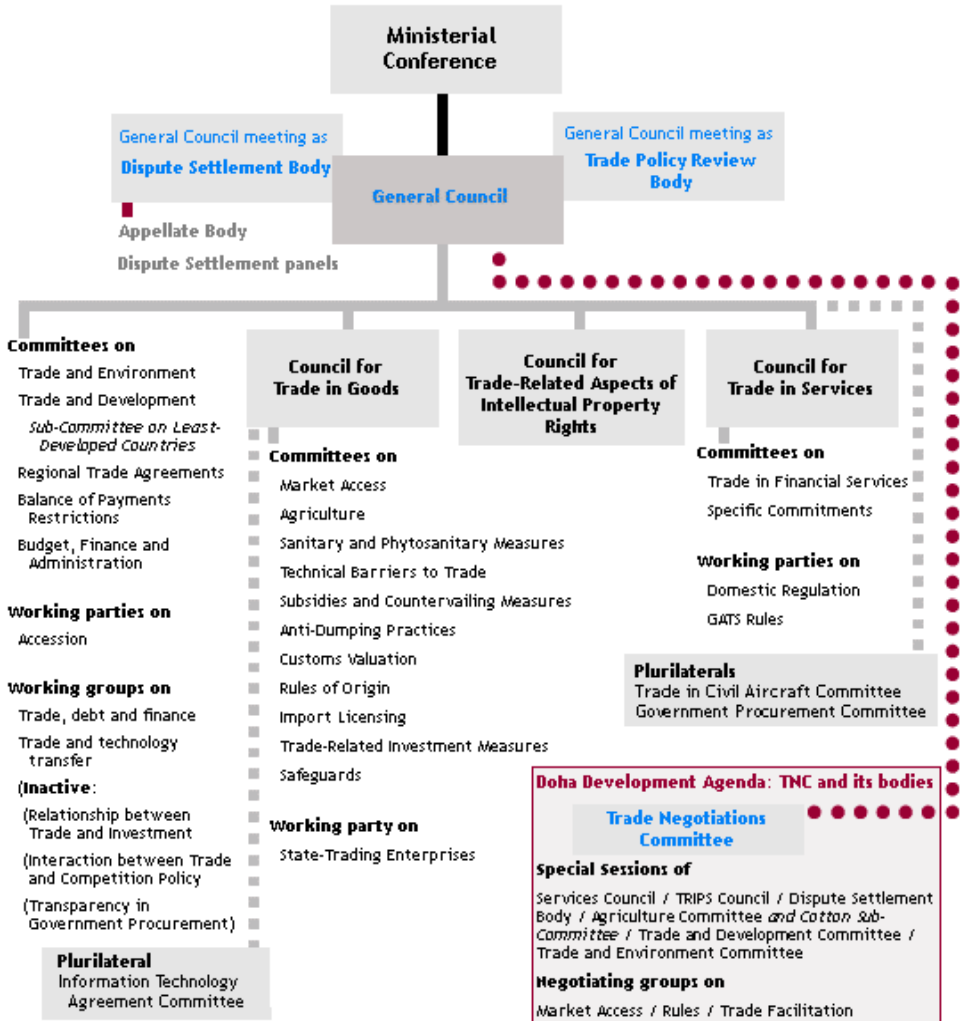 Ministerial
Conference
General Council meeting as
Dispute Settlement Body
General Council meeting as
Trade Policy Review
Body
General Council
Appellate Body
Dispute Settlement panels
Committees on
Trade and Environment
Trade and Development
Sub-Committee on Least-
Developed Countries
Regional Trade Agreements
Balance of Payments
Restrictions
Budget, Finance and
Administration
Working parties on
Accession
Working groups on
Trade, debt and finance
Trade and technology
transfer
(Inactive:
(Relationship between
Trade and Investment
(Interaction between Trade
and Competition Policy
(Transparency in
Government Procurement)
Plurilateral
Information Technology
Agreement Committee
Council for
Trade in Goods
Committees on
Market Access
Agriculture
Sanitary and Phytosanitary Measures
Technical Barriers to Trade
Subsidies and Countervailing Measures
Anti-Dumping Practices
Customs Valuation
Rules of Origin
Import Licensing
Trade-Related Investment Measures
Safeguards
Working party on
State-Trading Enterprises
Council for
Trade-Related Aspects of
Intellectual Property
Rights
Council for
Trade in Services
Committees on
Trade in Financial Services
Specific Commitments
Working parties on
Domestic Regulation
GATS Rules
Plurilaterals
Trade in Civil Aircraft Committee
Government Procurement Committee
Doha Development Agenda: TNC and its bodies
Trade Negotiations
Committee
Special Sessions of
Services Council / TRIPS Council / Dispute Settlement
Body / Agriculture Committee and Cotton Sub-
Committee / Trade and Development Committee /
Trade and Environment Committee
Negotiating groups on
Market Access / Rules / Trade Facilitation